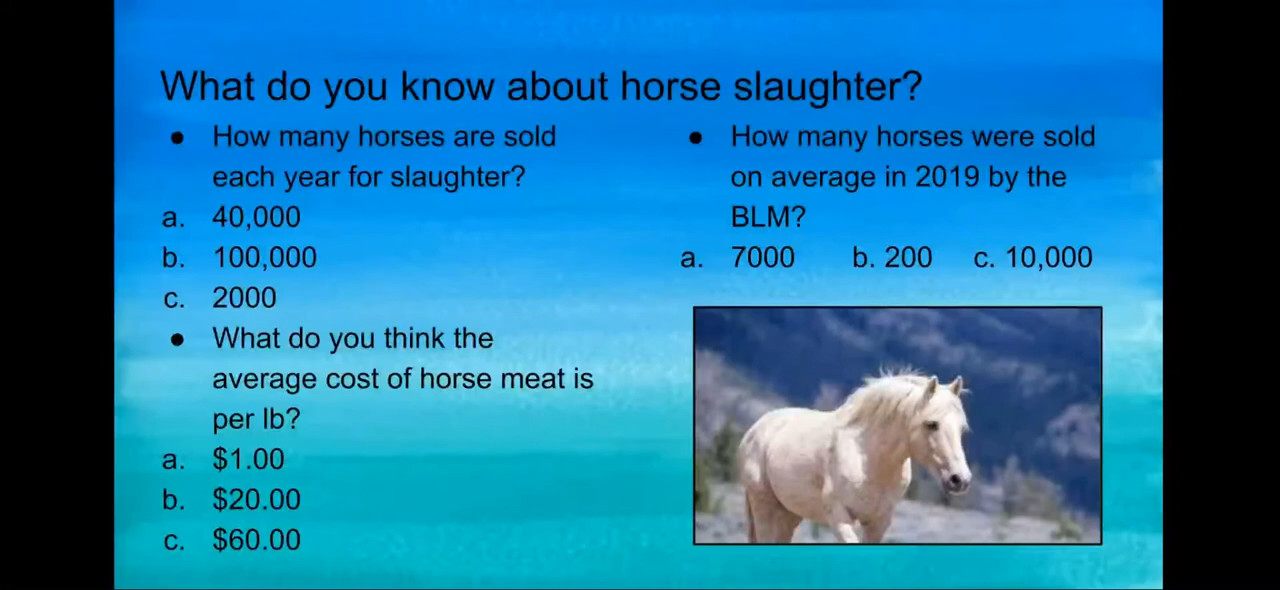 What do you know about horse slaughter?
● How many horses are sold
each year for slaughter?
a. 40,000
b. 100,000
c. 2000
● What do you think the
average cost of horse meat is
per lb?
a. $1.00
b. $20.00
c. $60.00
● How many horses were sold
on average in 2019 by the
BLM?
a. 7000 b. 200 c. 10,000